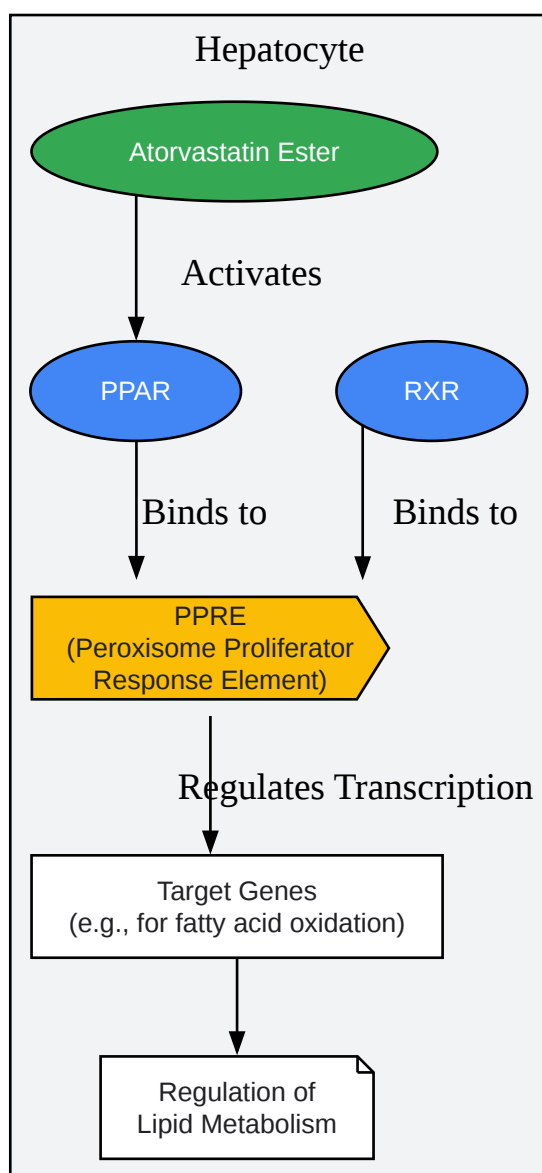 Hepatocyte
Atorvastatin Ester
Activates
PPAR
RXR
Binds to
Binds to
PPRE
(Peroxisome Proliferator
Response Element)
Regulates Transcription
Target Genes
(e.g., for fatty acid oxidation)
Regulation of
Lipid Metabolism